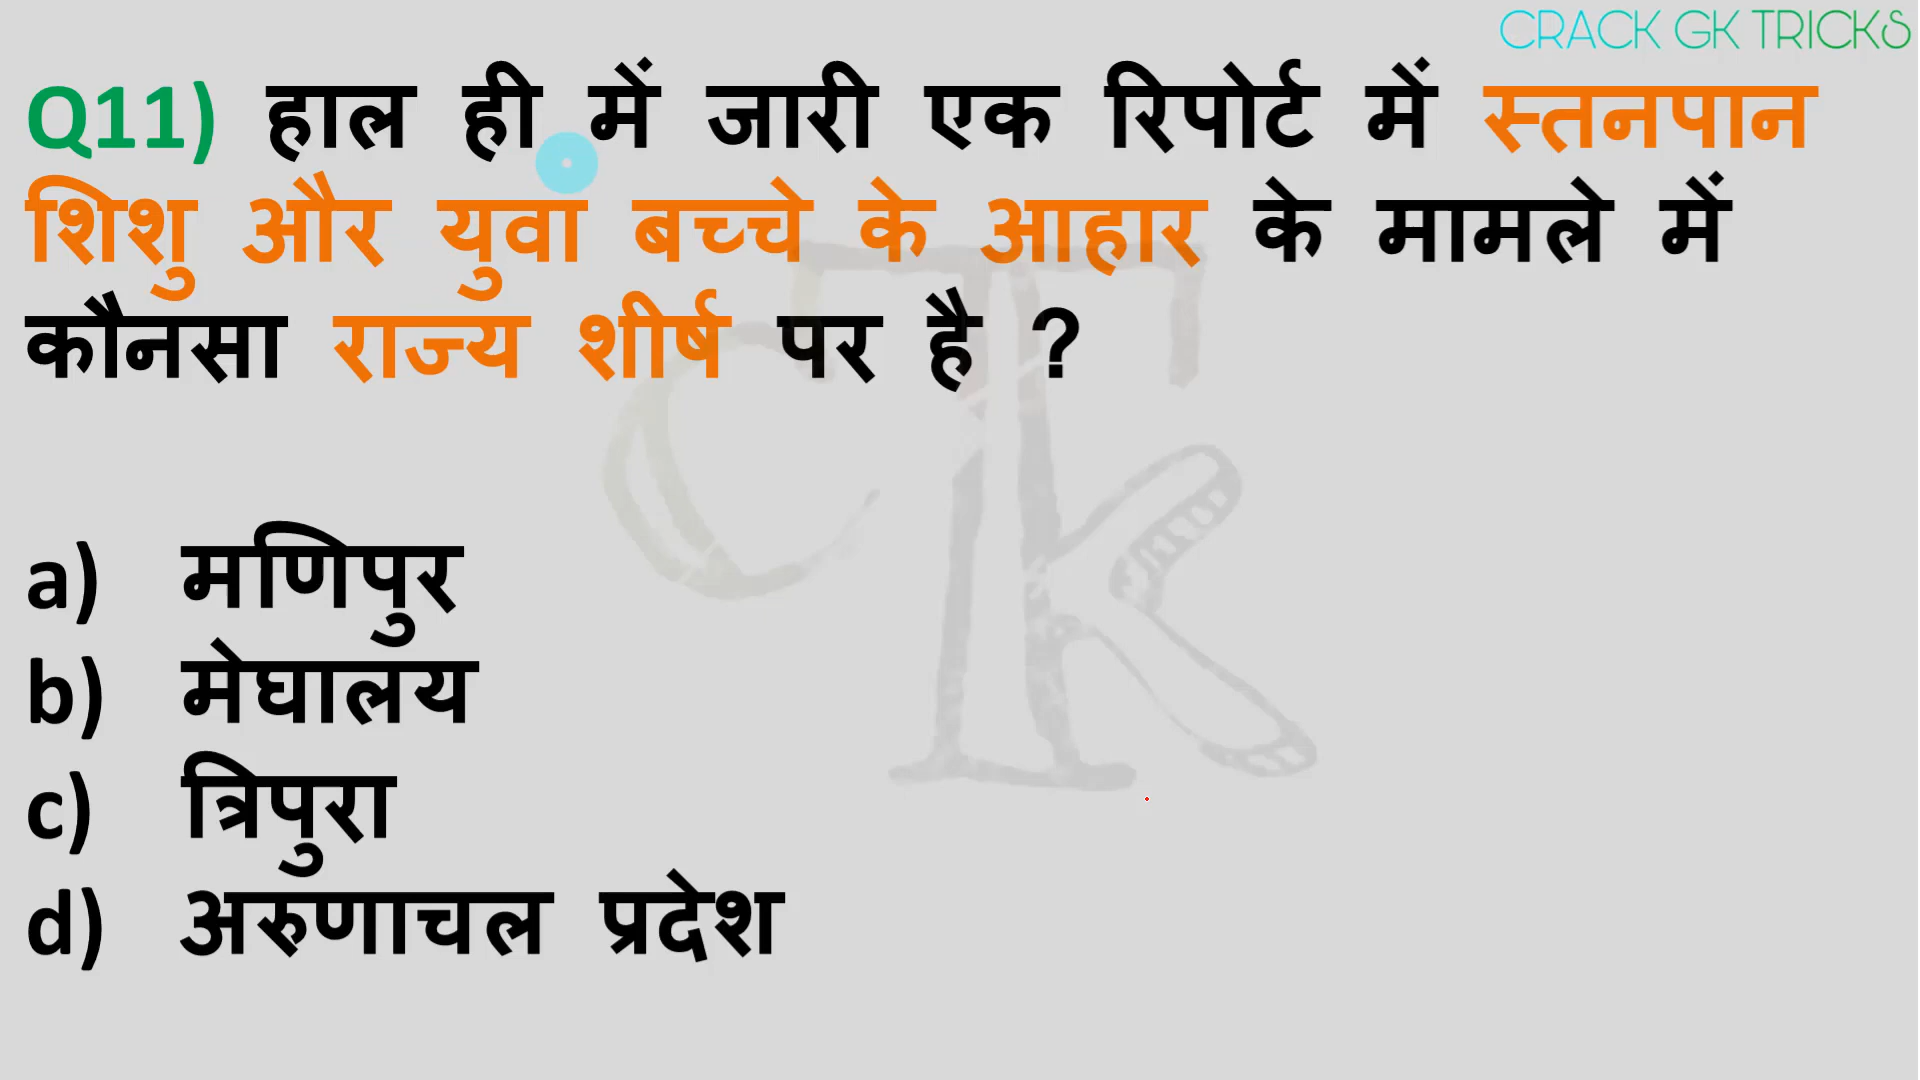 CRACK GK TRICKS
Q11) हाल ही में जारी एक रिपोर्ट में स्तनपान
शिशु और युवा बच्चे के आहार के मामले में
कौनसा राज्य शीर्ष पर है ?
a) मणिपुर
b) मेघालय
c) त्रिपुरा
d) अरुणाचल प्रदेश